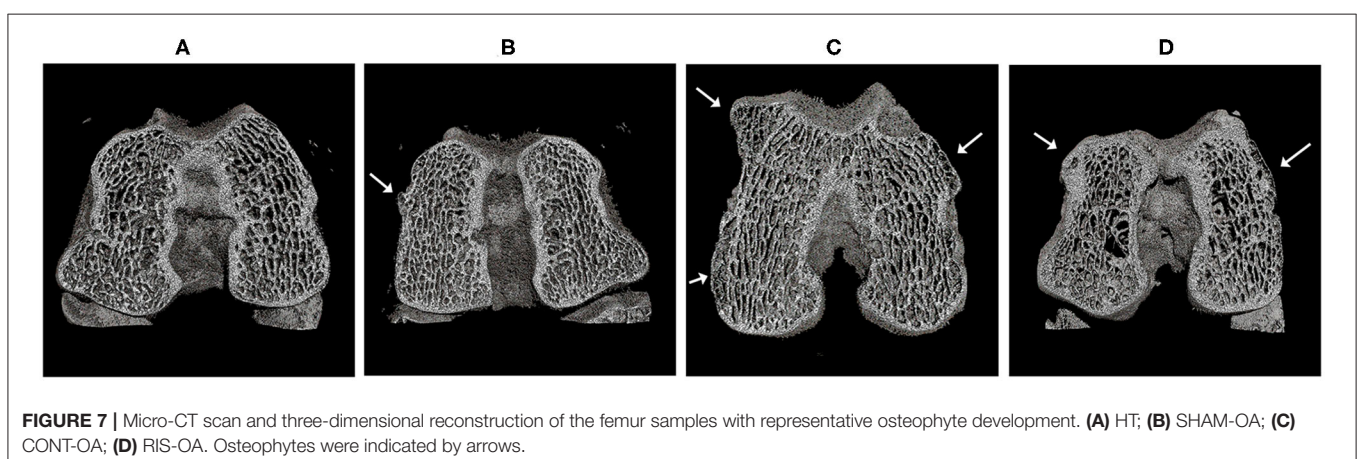 A B C D
FIGURE 7 | Micro-CT scan and three-dimensional reconstruction of the femur samples with representative osteophyte development. (A) HT; (B) SHAM-OA; (C)
CONT-OA; (D) RIS-OA. Osteophytes were indicated by arrows.